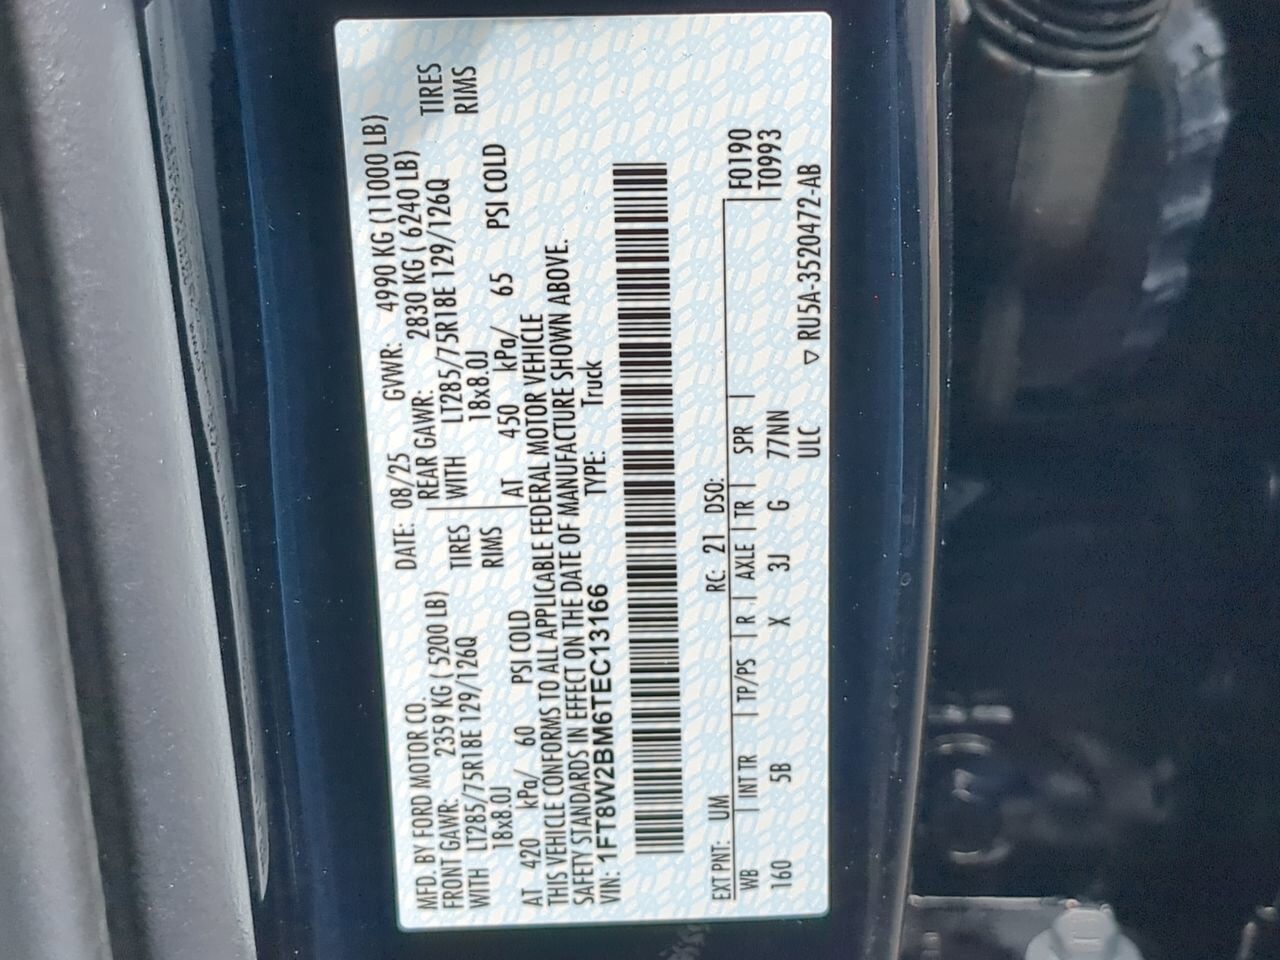 MFD. BY FORD MOTOR CO.
DATE: 08/25 GVWR: 4990 KG (11000 LB)
FRONT GAWR: 2359 KG ( 5200 LB)
REAR GAWR: 2830 KG ( 6240 LB)
WITH LT285/75R18E 129/126Q TIRES
WITH LT285/75R18E 129/126Q TIRES
18x8.0J RIMS
18x8.0J RIMS
AT 420 kPa/ 60 PSI COLD
AT 450 kPa/ 65 PSI COLD
THIS VEHICLE CONFORMS TO ALL APPLICABLE FEDERAL MOTOR VEHICLE
SAFETY STANDARDS IN EFFECT ON THE DATE OF MANUFACTURE SHOWN ABOVE.
VIN: 1FT8W2BM6TEC13166 TYPE: Truck
EXT PNT: UM RC: 21 DSO: F0190
WB | INT TR | TP/PS | R. | AXLE | TR | SPR | T0993
160 5B X 3J G 77NN
ULC ▽ RU5A-3520472-AB